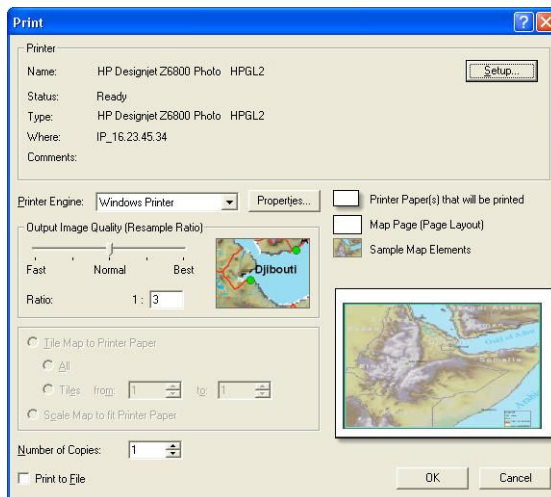 Print
Printer
Name: HP Designjet Z6800 Photo HPGL2
Setup...
Status: Ready
Type: HP Designjet Z6800 Photo HPGL2
Where: IP_16.23.45.34
Comments:
Printer Engine: Windows Printer Properties...
Printer Paper(s) that will be printed
Map Page (Page Layout)
Sample Map Elements
Output Image Quality (Resample Ratio)
Fast Normal Best
Ratio: 1 : 3
Djibouti
Tile Map to Printer Paper
All
Tiles from: 1 to: 1
Scale Map to fit Printer Paper
Gulf of Aden
Number of Copies: 1
Print to File
OK Cancel